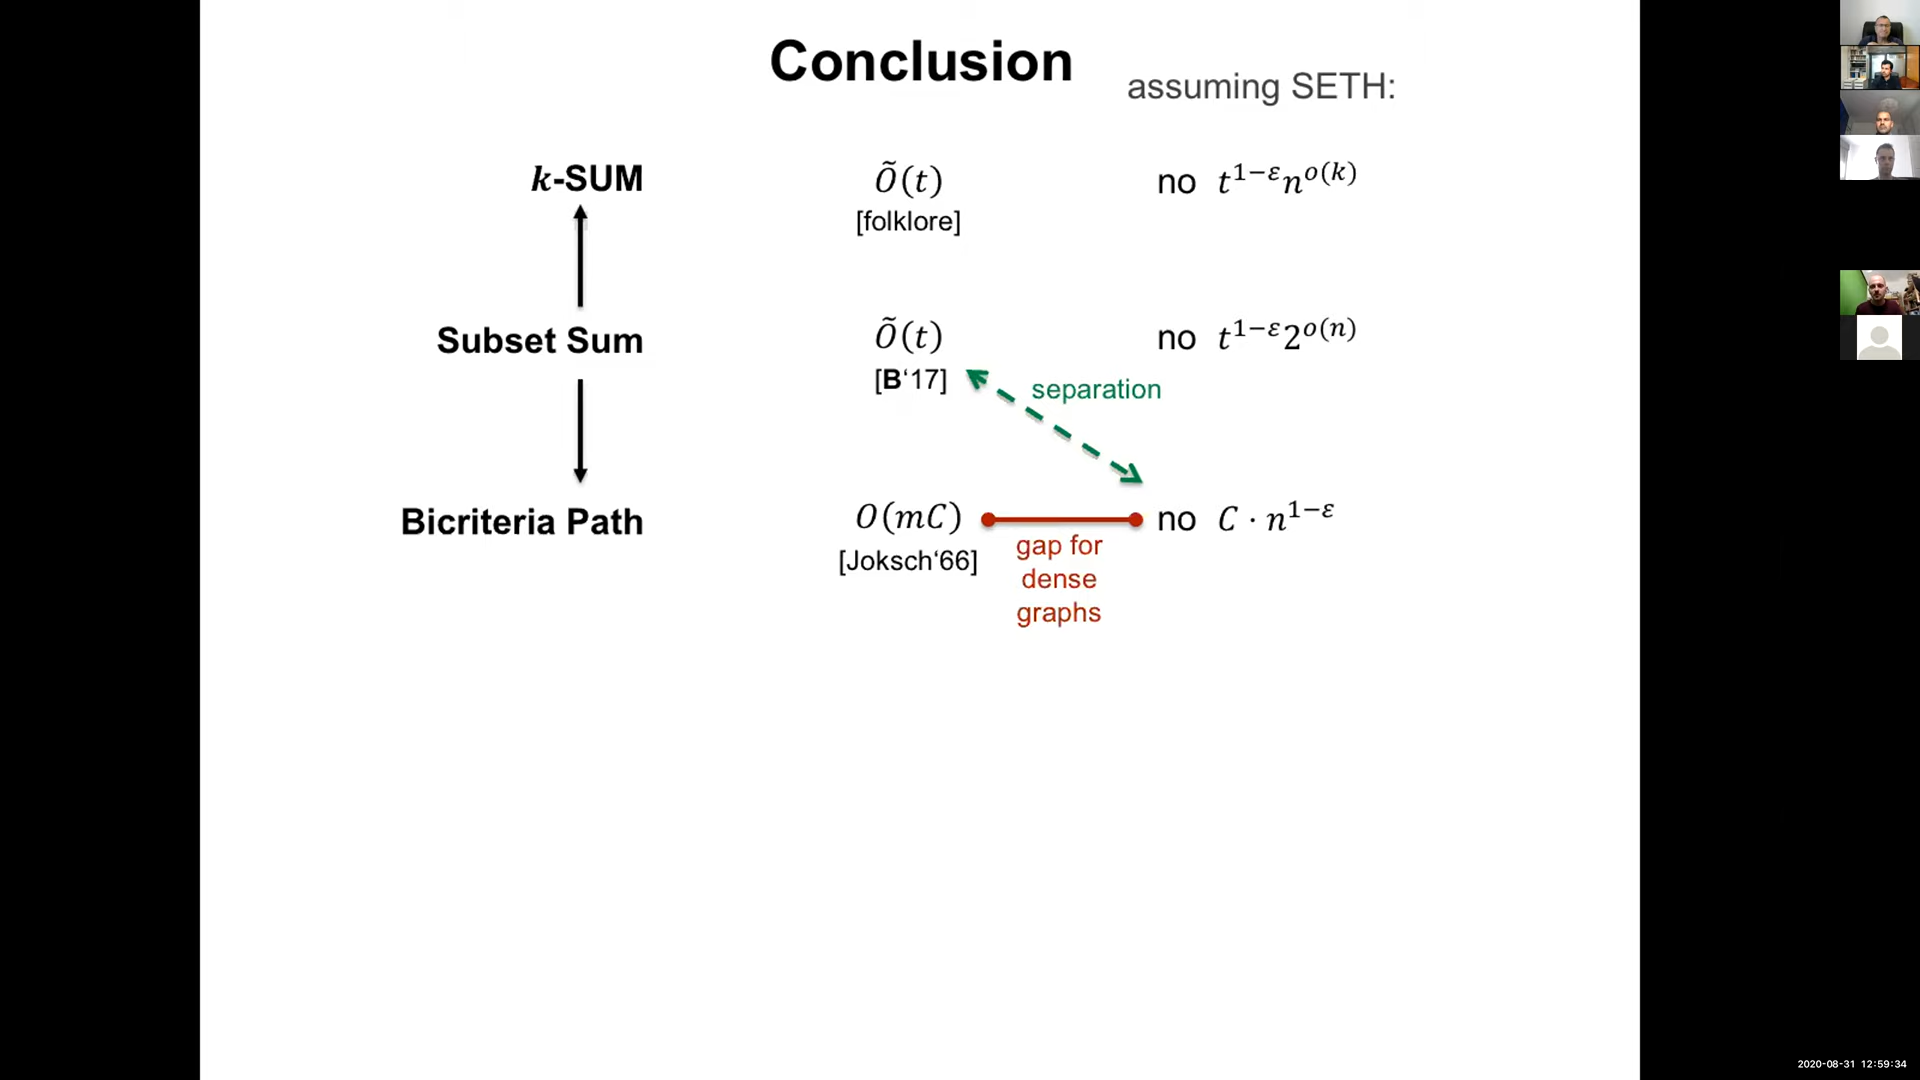 Conclusion
assuming SETH:
k-SUM
Õ(t)
no t^{1−ε}n^{o(k)}
[folklore]
Subset Sum
Õ(t)
no t^{1−ε}2^{o(n)}
[B‘17]
separation
Bicriteria Path
O(mC)
no C · n^{1−ε}
[Joksch‘66]
gap for
dense
graphs
2020-08-31 12:59:34